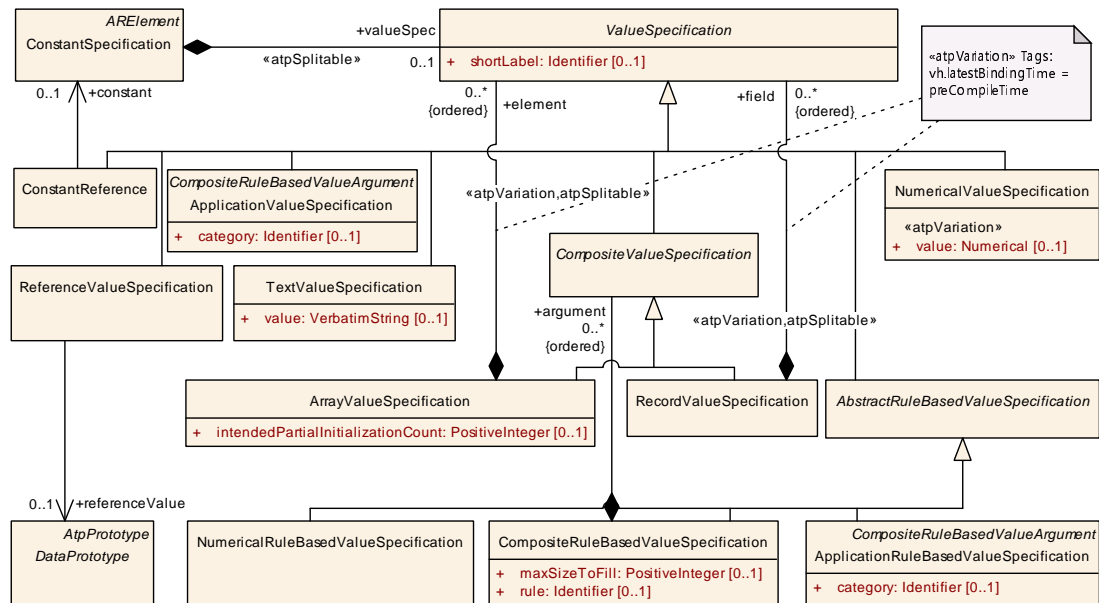 ARElement
ConstantSpecification
+valueSpec
«atpSplitable»
0..1
ValueSpecification
+ shortLabel: Identifier [0..1]
«atpVariation» Tags:
vh.latestBindingTime =
preCompileTime
0..1
+constant
0..*
{ordered}
+element
+field
0..*
{ordered}
ConstantReference
CompositeRuleBasedValueArgument
ApplicationValueSpecification
+ category: Identifier [0..1]
«atpVariation,atpSplitable»
NumericalValueSpecification
«atpVariation»
+ value: Numerical [0..1]
CompositeValueSpecification
ReferenceValueSpecification
TextValueSpecification
+ value: VerbatimString [0..1]
+argument
0..*
{ordered}
«atpVariation,atpSplitable»
ArrayValueSpecification
+ intendedPartialInitializationCount: PositiveInteger [0..1]
RecordValueSpecification
AbstractRuleBasedValueSpecification
0..1
+referenceValue
AtpPrototype
DataPrototype
NumericalRuleBasedValueSpecification
CompositeRuleBasedValueSpecification
+ maxSizeToFill: PositiveInteger [0..1]
+ rule: Identifier [0..1]
CompositeRuleBasedValueArgument
ApplicationRuleBasedValueSpecification
+ category: Identifier [0..1]